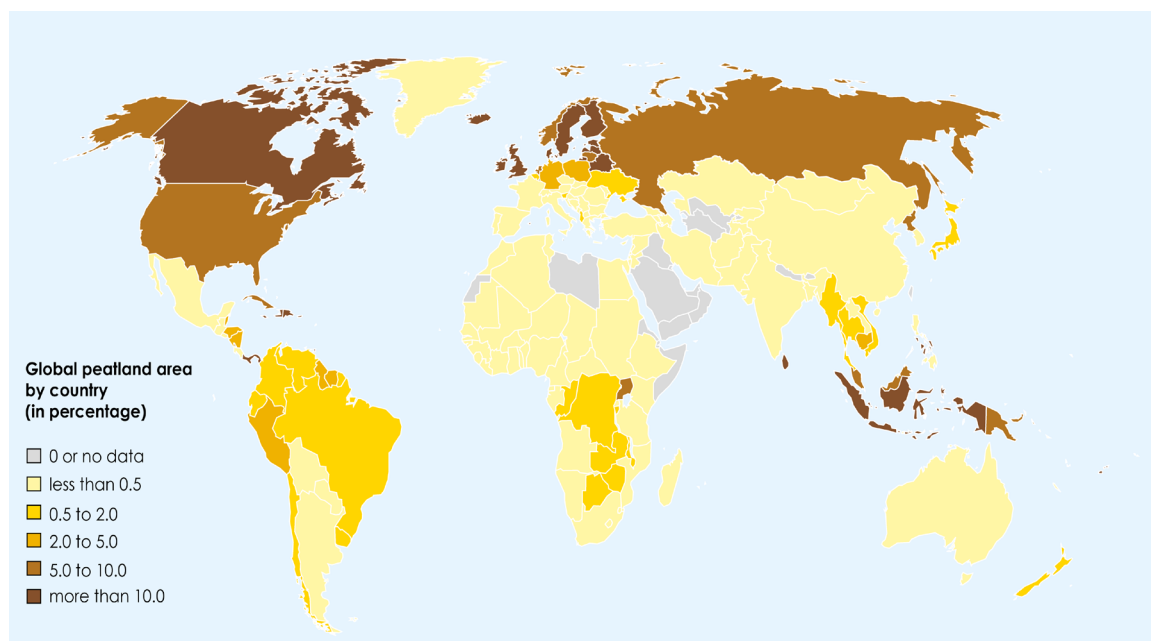 Global peatland area
by country
(in percentage)
0 or no data
less than 0.5
0.5 to 2.0
2.0 to 5.0
5.0 to 10.0
more than 10.0